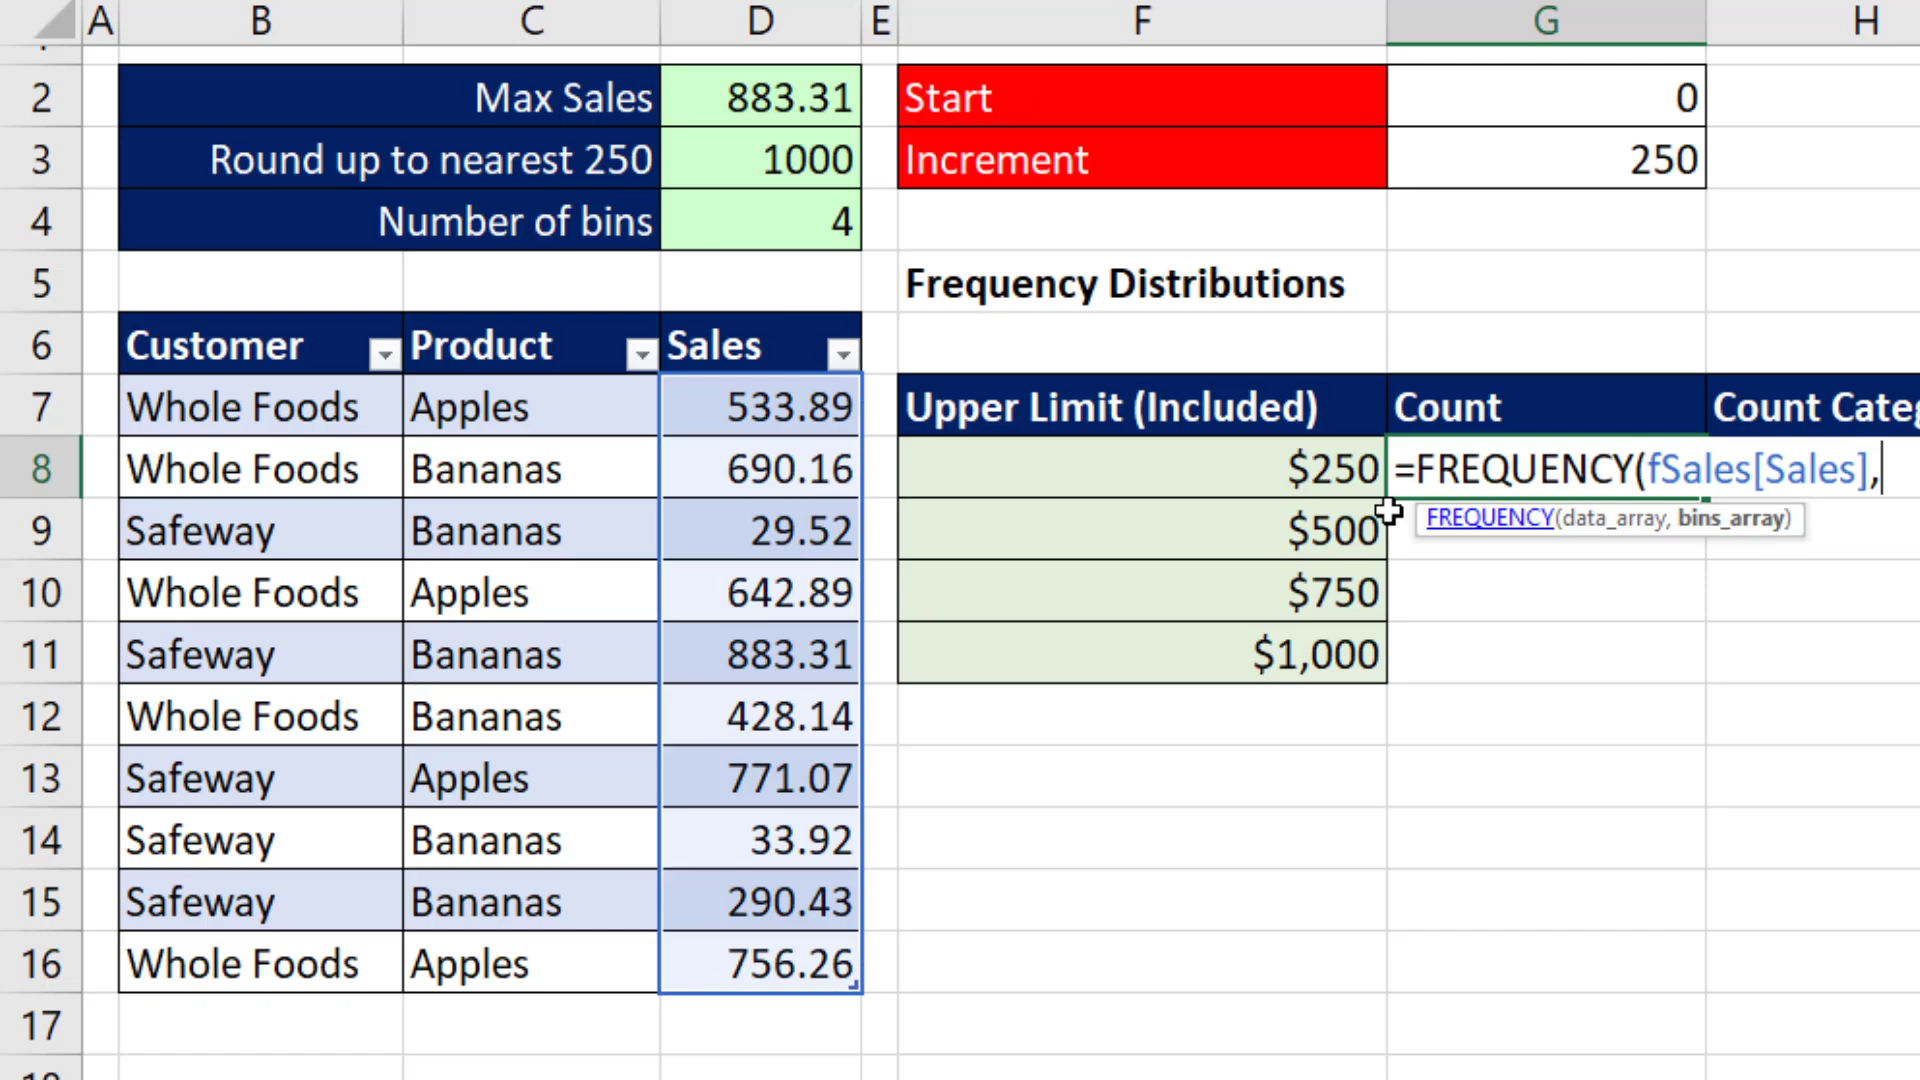 A B C D E F G H
2 Max Sales 883.31 Start 0
3 Round up to nearest 250 1000 Increment 250
4 Number of bins 4
5 Frequency Distributions
6 Customer Product Sales
7 Whole Foods Apples 533.89 Upper Limit (Included) Count Count Categ
8 Whole Foods Bananas 690.16 $250 =FREQUENCY(fSales[Sales],
FREQUENCY(data_array, bins_array)
9 Safeway Bananas 29.52 $500
10 Whole Foods Apples 642.89 $750
11 Safeway Bananas 883.31 $1,000
12 Whole Foods Bananas 428.14
13 Safeway Apples 771.07
14 Safeway Bananas 33.92
15 Safeway Bananas 290.43
16 Whole Foods Apples 756.26
17